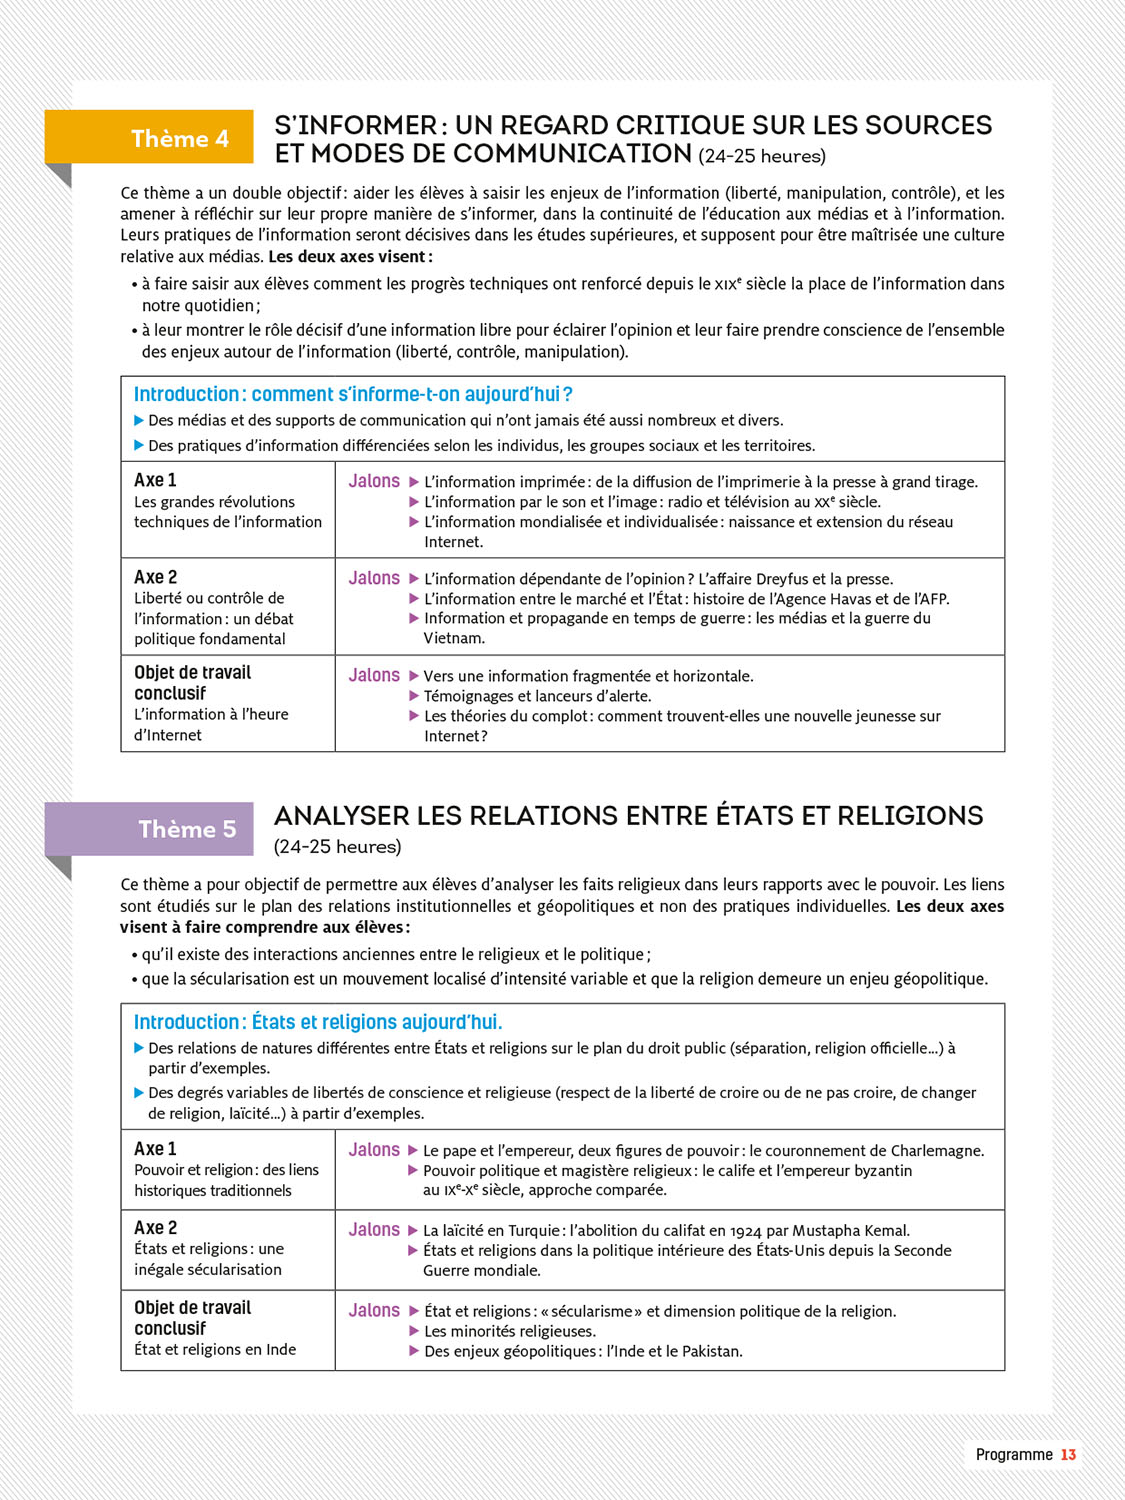 Thème 4
S’INFORMER : UN REGARD CRITIQUE SUR LES SOURCES
ET MODES DE COMMUNICATION (24-25 heures)
Ce thème a un double objectif : aider les élèves à saisir les enjeux de l’information (liberté, manipulation, contrôle), et les
amener à réfléchir sur leur propre manière de s’informer, dans la continuité de l’éducation aux médias et à l’information.
Leurs pratiques de l’information seront décisives dans les études supérieures, et supposent pour être maîtrisée une culture
relative aux médias. Les deux axes visent :
• à faire saisir aux élèves comment les progrès techniques ont renforcé depuis le XIXe siècle la place de l’information dans
notre quotidien ;
• à leur montrer le rôle décisif d’une information libre pour éclairer l’opinion et leur faire prendre conscience de l’ensemble
des enjeux autour de l’information (liberté, contrôle, manipulation).
Introduction : comment s’informe-t-on aujourd’hui ?
▶ Des médias et des supports de communication qui n’ont jamais été aussi nombreux et divers.
▶ Des pratiques d’information différenciées selon les individus, les groupes sociaux et les territoires.
Axe 1
Les grandes révolutions
techniques de l’information
Jalons ▶ L’information imprimée : de la diffusion de l’imprimerie à la presse à grand tirage.
▶ L’information par le son et l’image : radio et télévision au XXe siècle.
▶ L’information mondialisée et individualisée : naissance et extension du réseau
Internet.
Axe 2
Liberté ou contrôle de
l’information : un débat
politique fondamental
Jalons ▶ L’information dépendante de l’opinion ? L’affaire Dreyfus et la presse.
▶ L’information entre le marché et l’État : histoire de l’Agence Havas et de l’AFP.
▶ Information et propagande en temps de guerre : les médias et la guerre du
Vietnam.
Objet de travail
conclusif
L’information à l’heure
d’Internet
Jalons ▶ Vers une information fragmentée et horizontale.
▶ Témoignages et lanceurs d’alerte.
▶ Les théories du complot : comment trouvent-elles une nouvelle jeunesse sur
Internet ?
Thème 5
ANALYSER LES RELATIONS ENTRE ÉTATS ET RELIGIONS
(24-25 heures)
Ce thème a pour objectif de permettre aux élèves d’analyser les faits religieux dans leurs rapports avec le pouvoir. Les liens
sont étudiés sur le plan des relations institutionnelles et géopolitiques et non des pratiques individuelles. Les deux axes
visent à faire comprendre aux élèves :
• qu’il existe des interactions anciennes entre le religieux et le politique ;
• que la sécularisation est un mouvement localisé d’intensité variable et que la religion demeure un enjeu géopolitique.
Introduction : États et religions aujourd’hui.
▶ Des relations de natures différentes entre États et religions sur le plan du droit public (séparation, religion officielle…) à
partir d’exemples.
▶ Des degrés variables de libertés de conscience et religieuse (respect de la liberté de croire ou de ne pas croire, de changer
de religion, laïcité…) à partir d’exemples.
Axe 1
Pouvoir et religion : des liens
historiques traditionnels
Jalons ▶ Le pape et l’empereur, deux figures de pouvoir : le couronnement de Charlemagne.
▶ Pouvoir politique et magistère religieux : le calife et l’empereur byzantin
au IXe-Xe siècle, approche comparée.
Axe 2
États et religions : une
inégale sécularisation
Jalons ▶ La laïcité en Turquie : l’abolition du califat en 1924 par Mustapha Kemal.
▶ États et religions dans la politique intérieure des États-Unis depuis la Seconde
Guerre mondiale.
Objet de travail
conclusif
État et religions en Inde
Jalons ▶ État et religions : « sécularisme » et dimension politique de la religion.
▶ Les minorités religieuses.
▶ Des enjeux géopolitiques : l’Inde et le Pakistan.
Programme 13